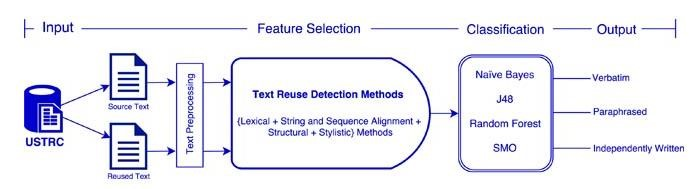 Input
Feature Selection
Classification
Output
USTRC
Source Text
Reused Text
Text Preprocessing
Text Reuse Detection Methods
{Lexical + String and Sequence Alignment +
Structural + Stylistic} Methods
Naïve Bayes
J48
Random Forest
SMO
Verbatim
Paraphrased
Independently Written